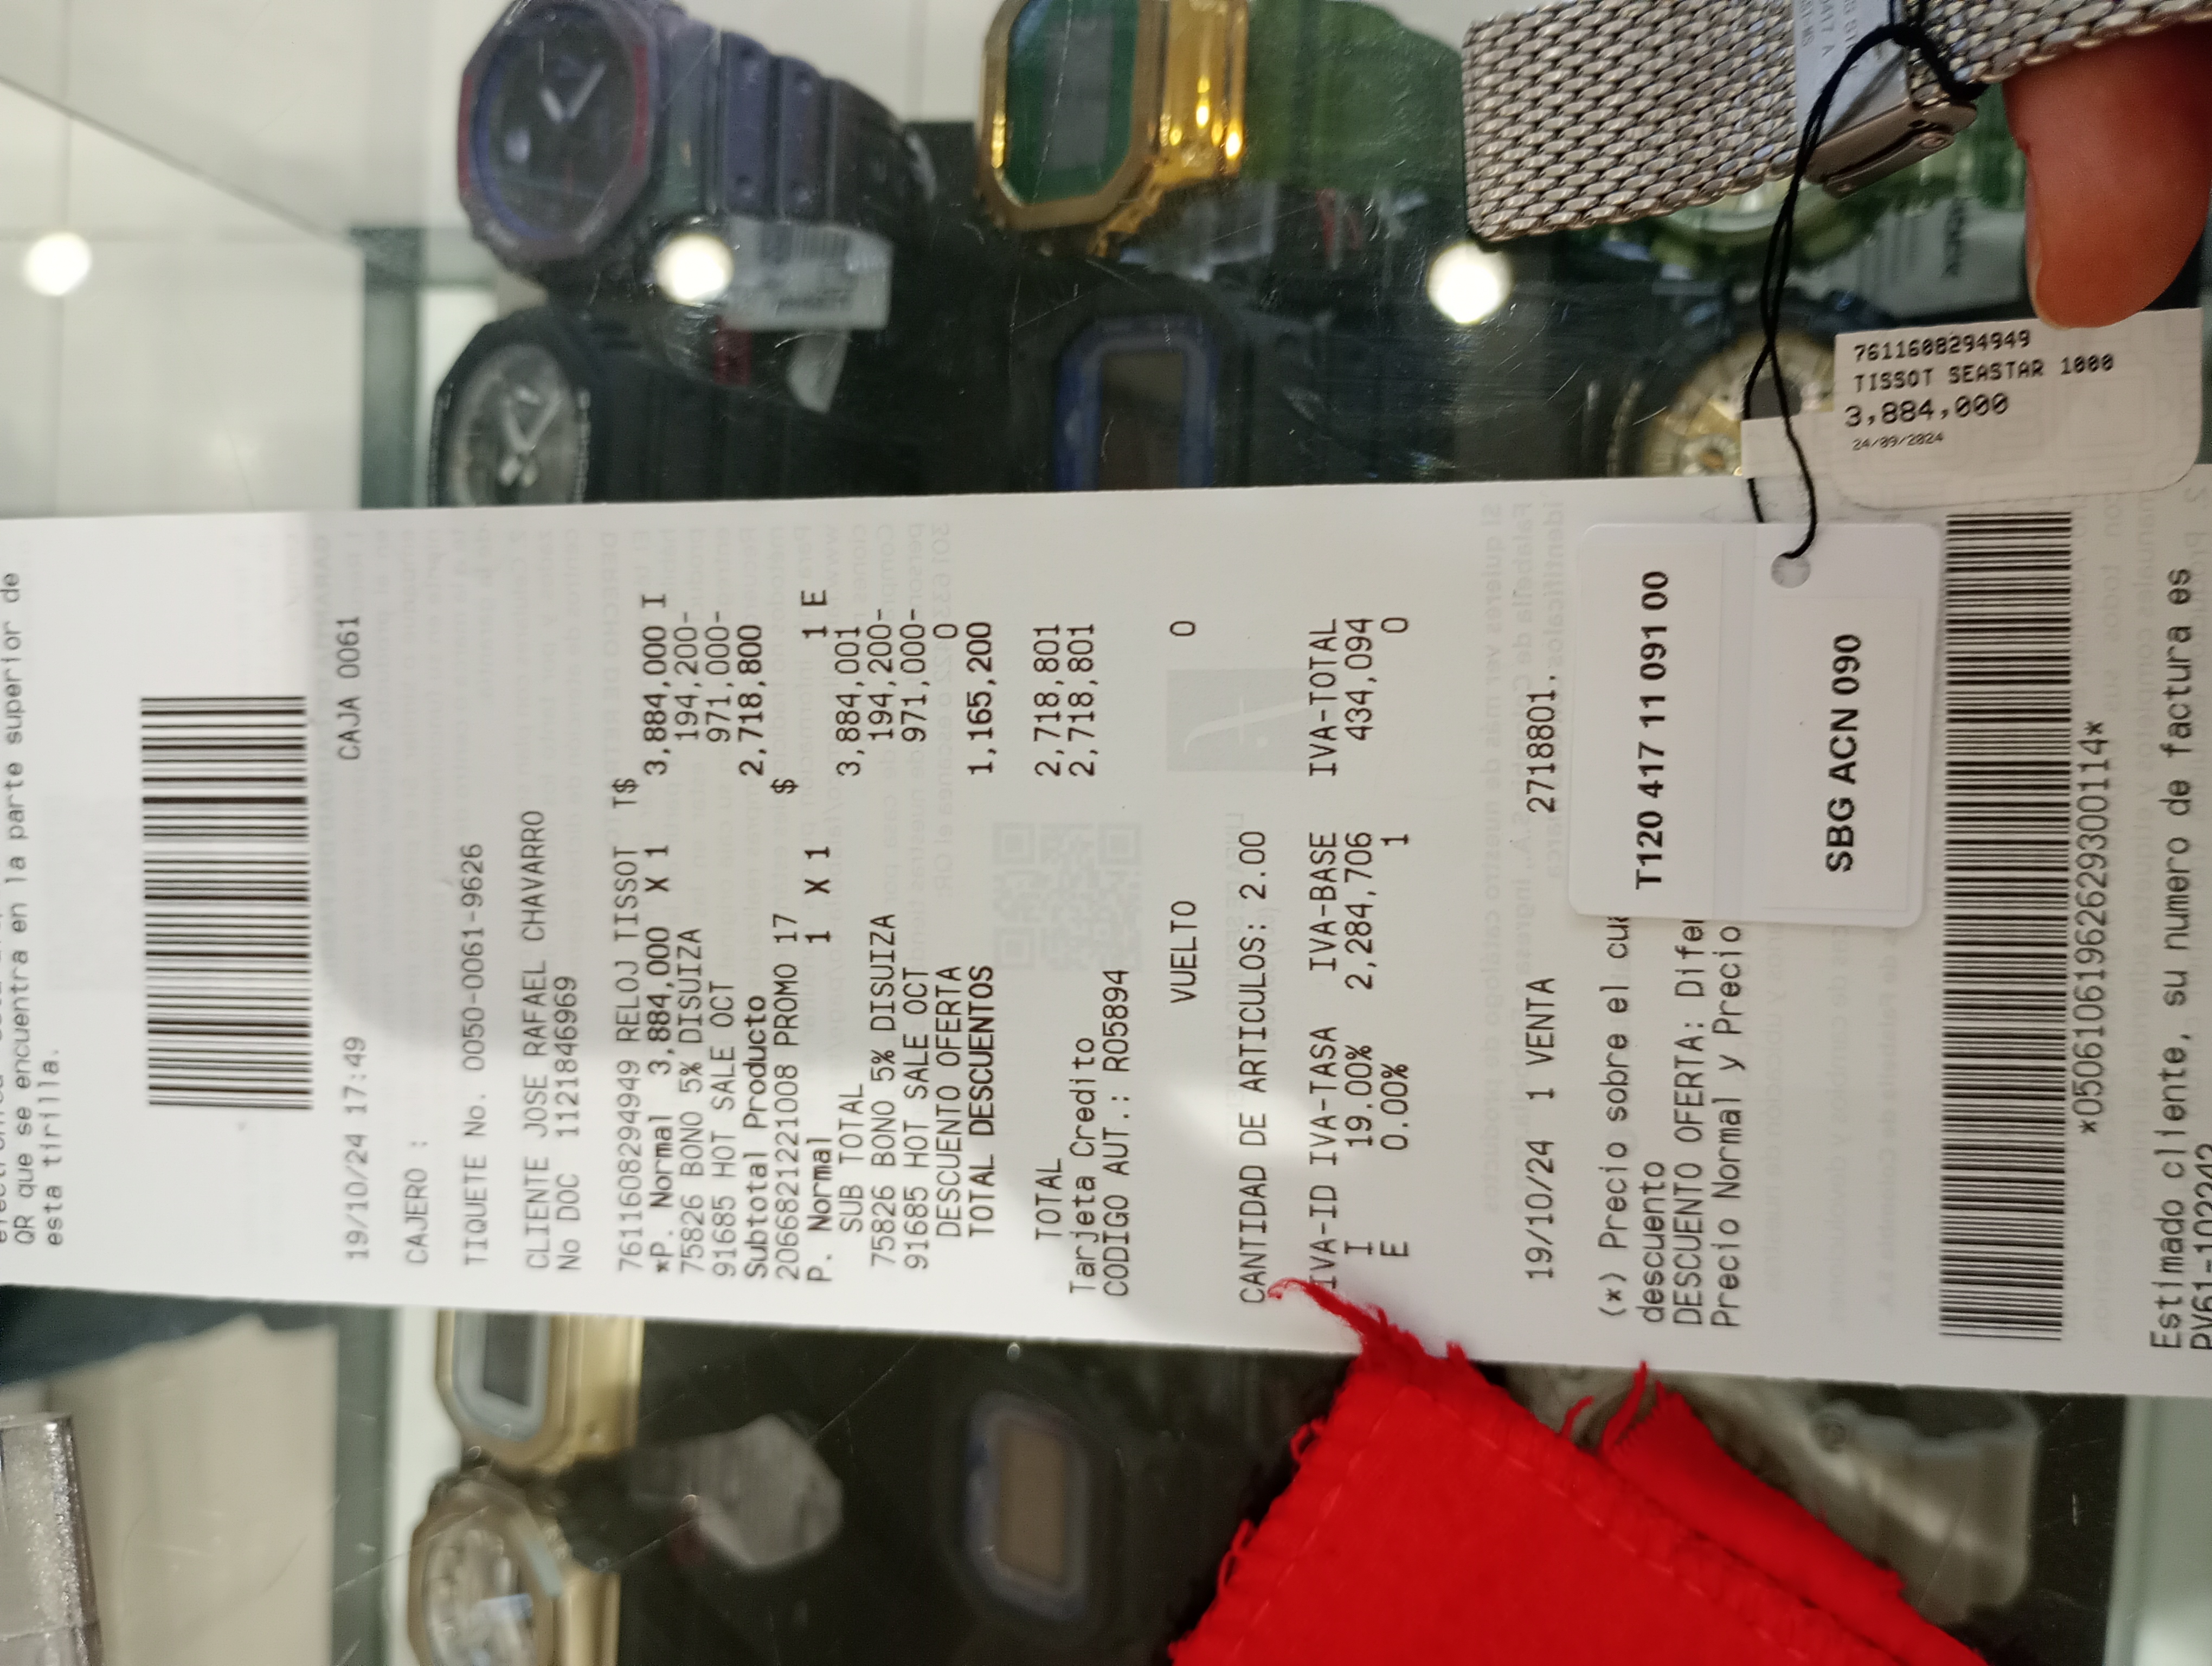 QR que se encuentra en la parte superior de
esta tirilla.
19/10/24 17:49 CAJA 0061
CAJERO :
TIQUETE No. 0050-0061-9626
CLIENTE JOSE RAFAEL CHAVARRO
No DOC 1121846969
7611608294949 RELOJ TISSOT T$
*P. Normal 3,884,000 X 1 3,884,000 I
75826 BONO 5% DISUIZA 194,200-
91685 HOT SALE OCT 971,000-
Subtotal Producto 2,718,800
2066821221008 PROMO 17 $
P. Normal 1 X 1 1 E
SUB TOTAL 3,884,001
75826 BONO 5% DISUIZA 194,200-
91685 HOT SALE OCT 971,000-
DESCUENTO OFERTA 0
TOTAL DESCUENTOS 1,165,200
TOTAL 2,718,801
Tarjeta Credito 2,718,801
CODIGO AUT.: R05894
VUELTO 0
CANTIDAD DE ARTICULOS: 2.00
IVA-ID IVA-TASA IVA-BASE IVA-TOTAL
I 19.00% 2,284,706 434,094
E 0.00% 1 0
19/10/24 1 VENTA 2718801.
(*) Precio sobre el
descuento
DESCUENTO OFERTA:
Precio Normal y Precio
*05061061962629300114*
Estimado cliente, su numero de factura es
7611608294949
TISSOT SEASTAR 1000
3,884,000
24/09/2024
T120 417 11 091 00
SBG ACN 090